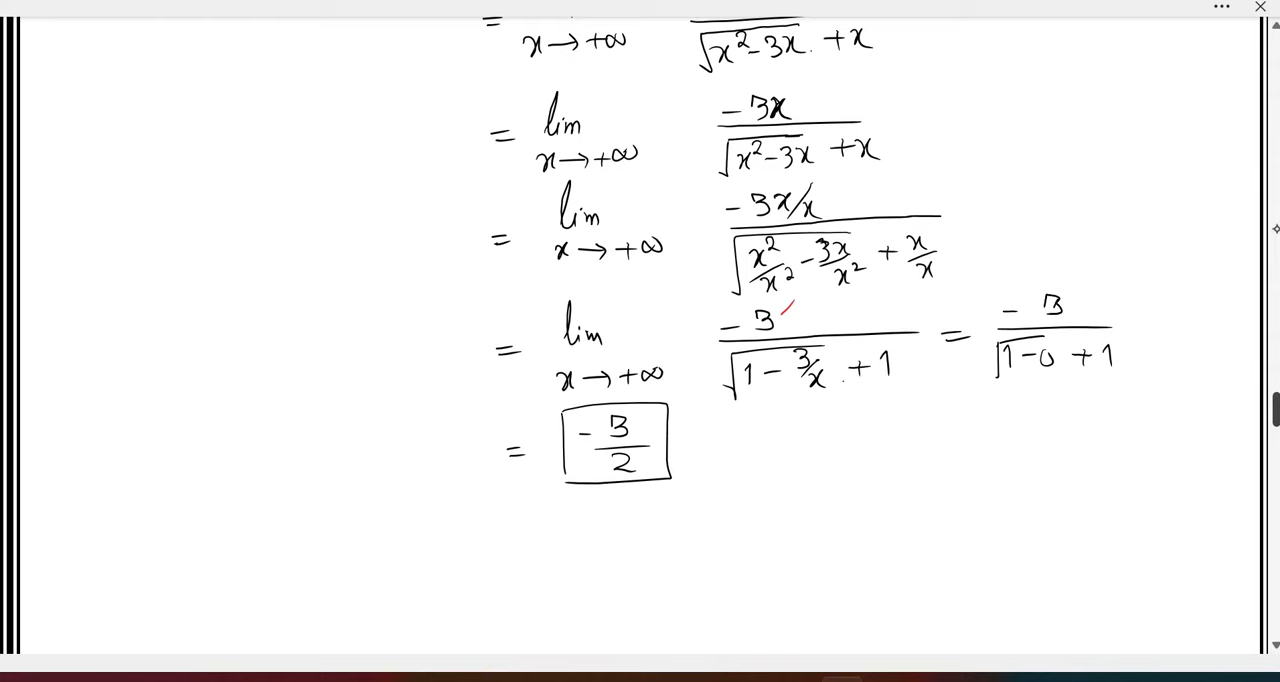 = lim x→+∞ / √(x²-3x) + x
= lim x→+∞ -3x / (√(x²-3x) + x)
= lim x→+∞ (-3x/x) / (√(x²/x² - 3x/x²) + x/x)
= lim x→+∞ -3 / (√(1 - 3/x) + 1) = -3 / (√(1-0) + 1)
= -3/2